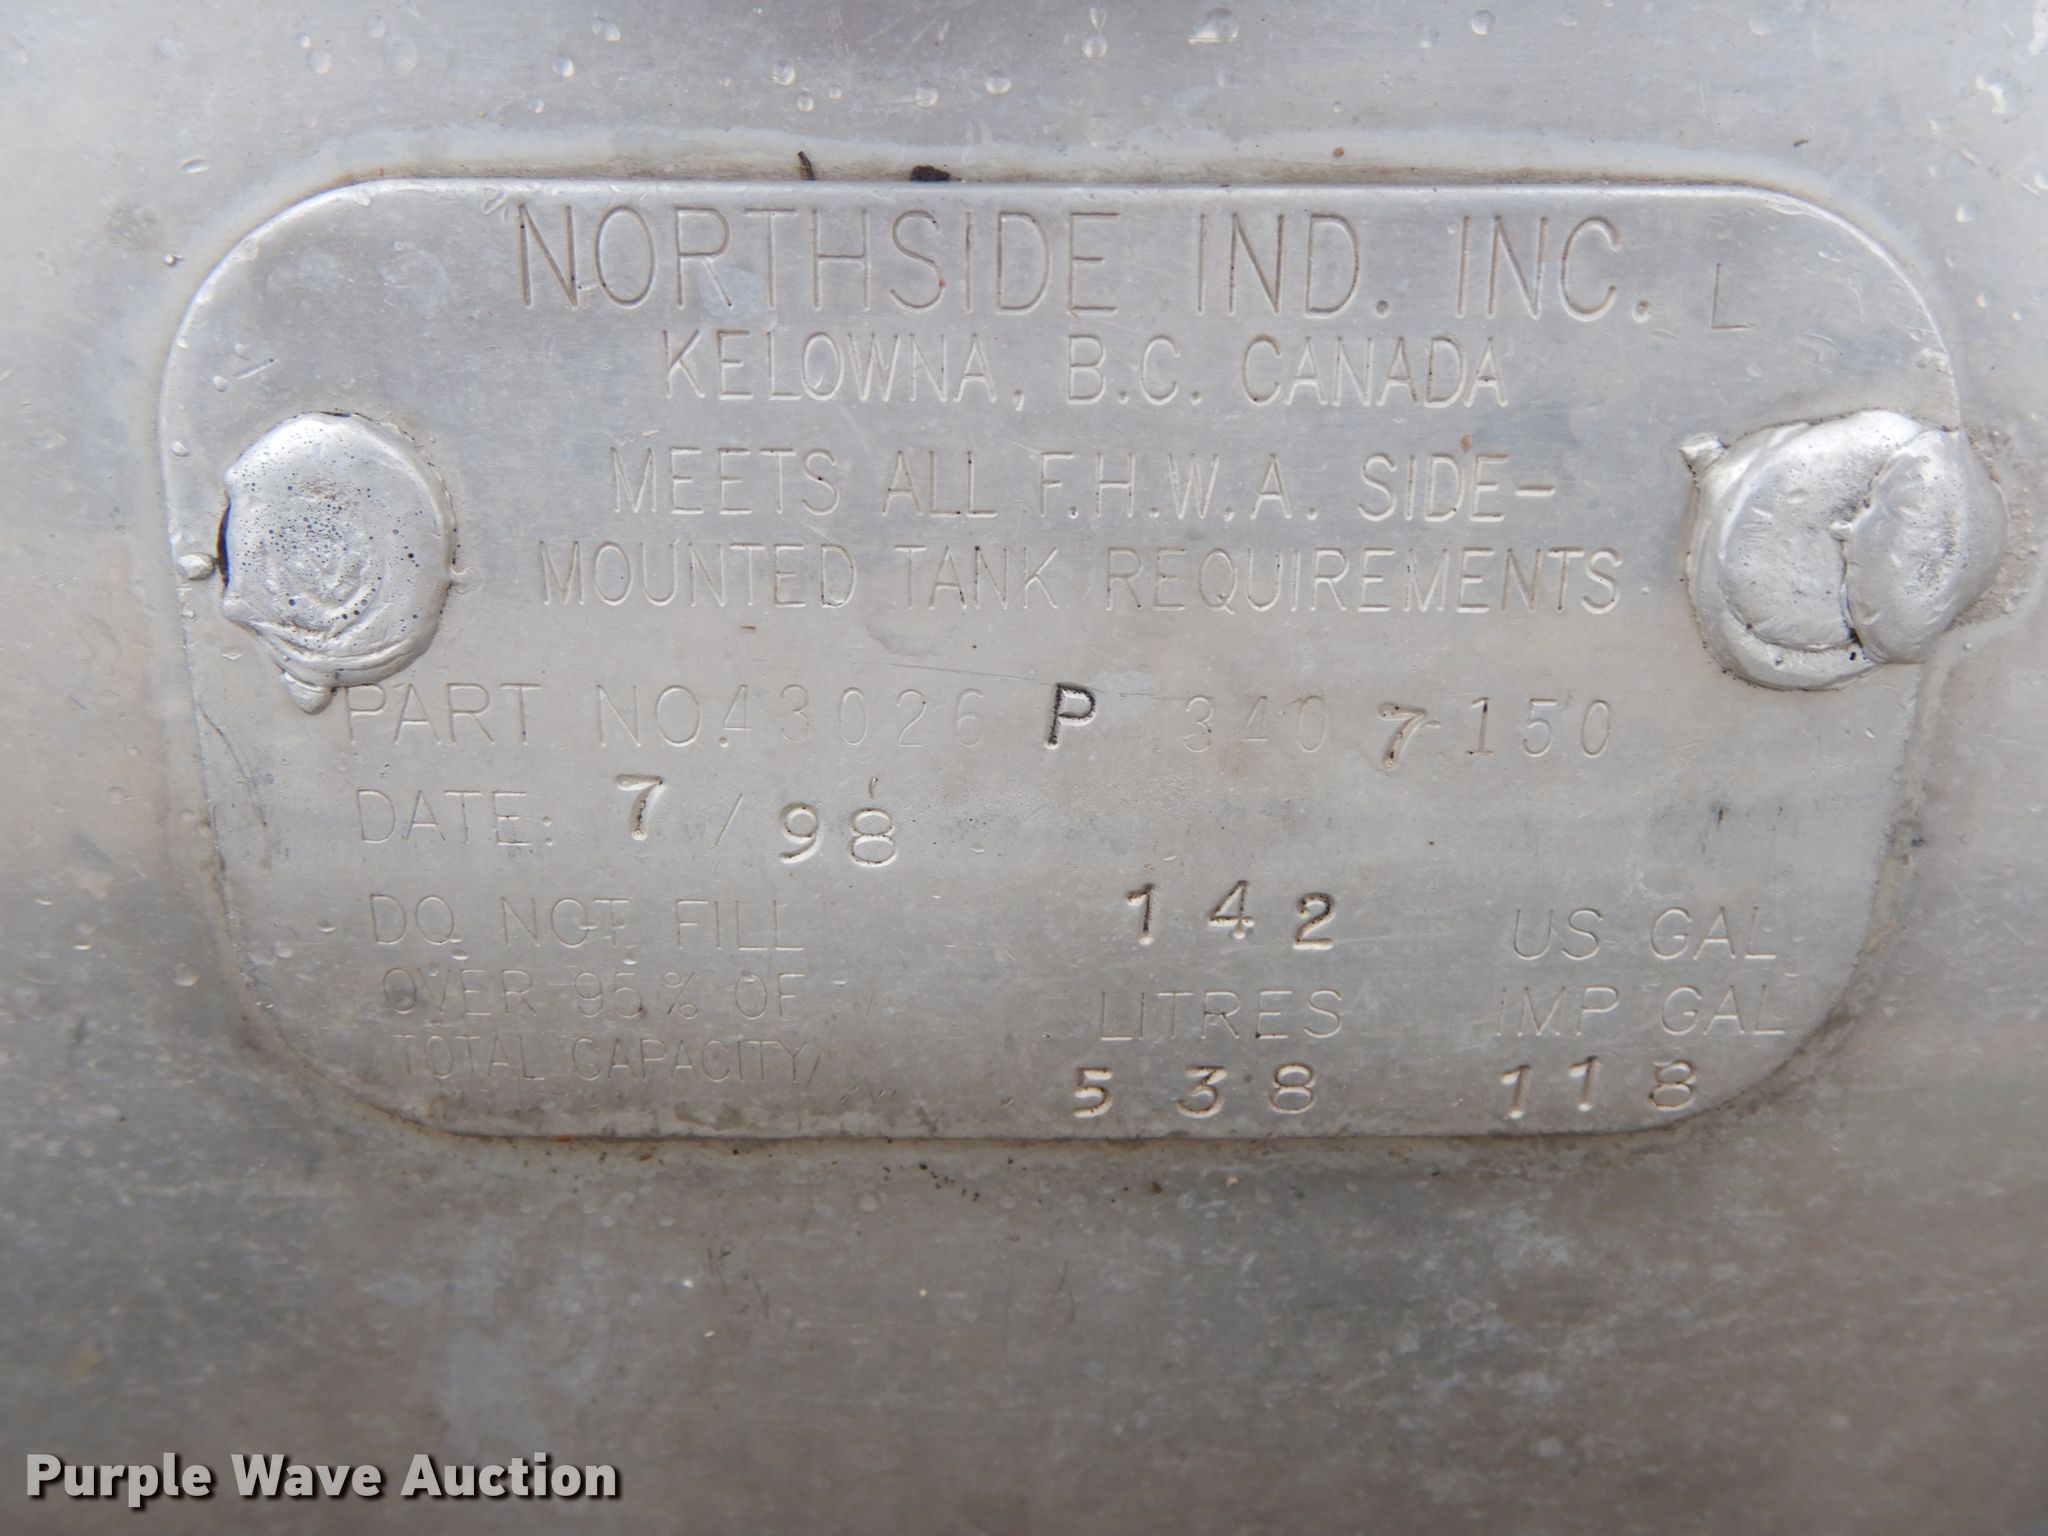 NORTHSIDE IND. INC. L
KELOWNA, B.C. CANADA
MEETS ALL F.H.W.A. SIDE-
MOUNTED TANK REQUIREMENTS
PART NO.43026 P 340 7 150
DATE: 7 / 98
DO NOT FILL 142 US GAL
OVER 95% OF LITRES IMP GAL
TOTAL CAPACITY 538 118
Purple Wave Auction